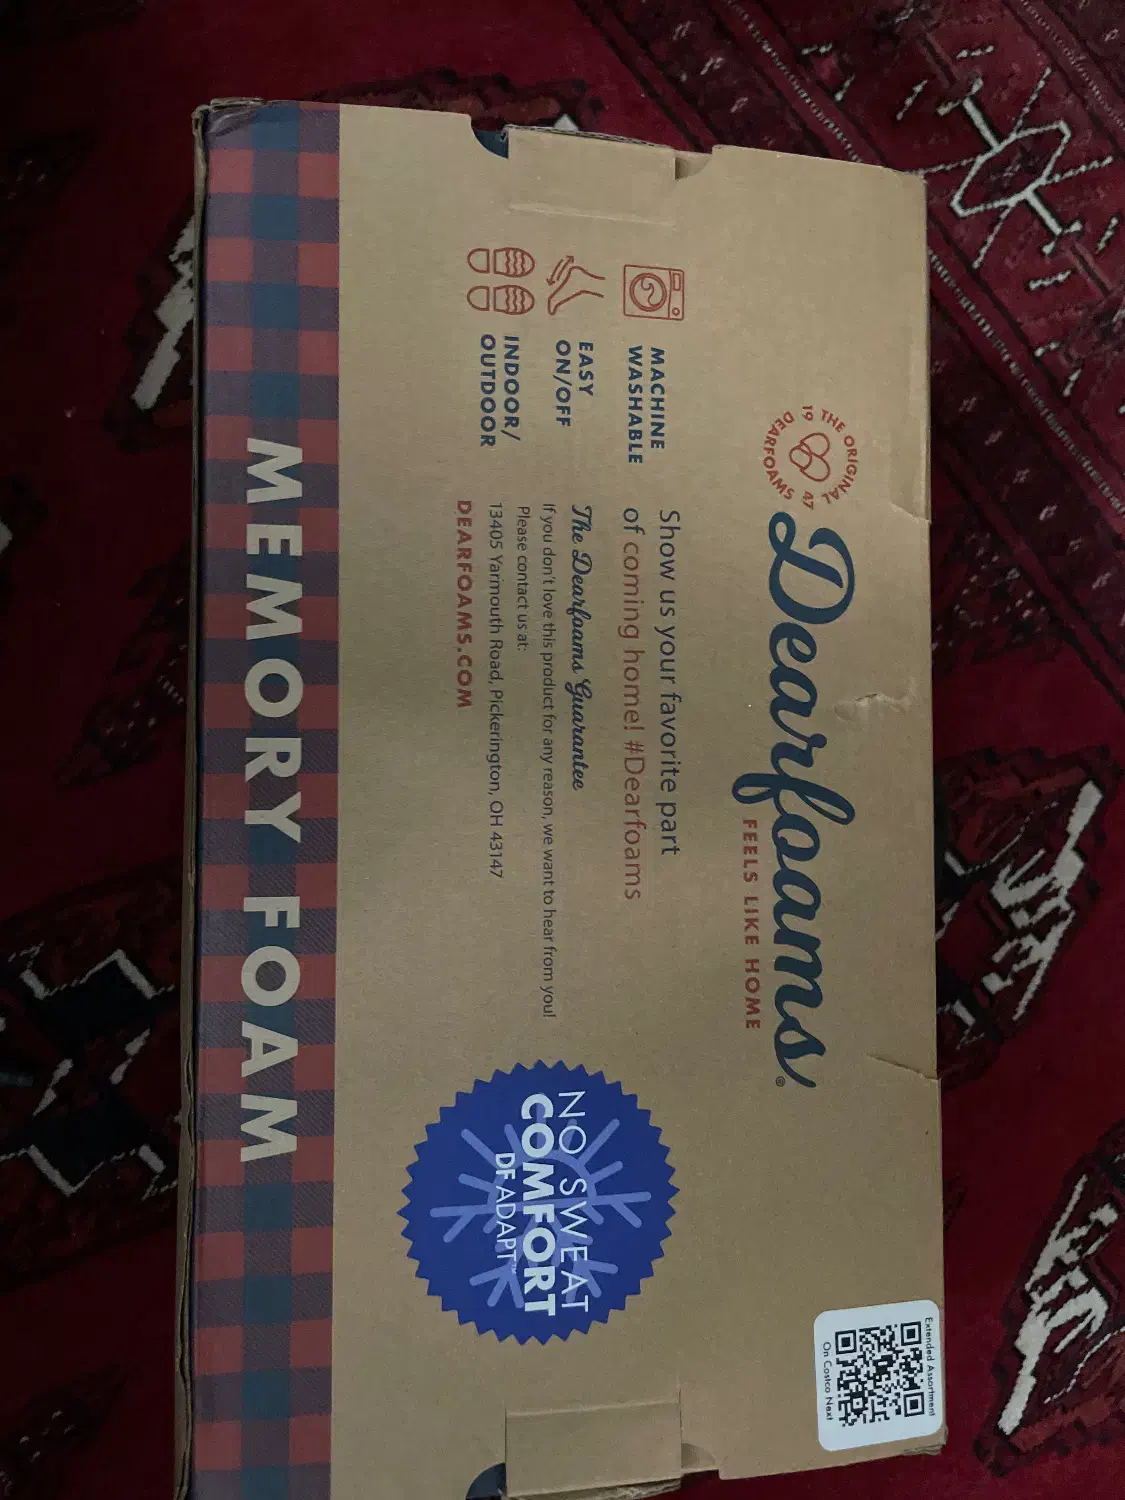 THE ORIGINAL
19 47
DEARFOAMS
Dearfoams®
FEELS LIKE HOME
MACHINE
WASHABLE
EASY
ON/OFF
INDOOR/
OUTDOOR
Show us your favorite part
of coming home! #Dearfoams
The Dearfoams Guarantee
If you don't love this product for any reason, we want to hear from you!
Please contact us at:
13405 Yarmouth Road, Pickerington, OH 43147
DEARFOAMS.COM
NO SWEAT
COMFORT
DF ADAPT™
Extended Assortment
On Costco Next
MEMORY FOAM